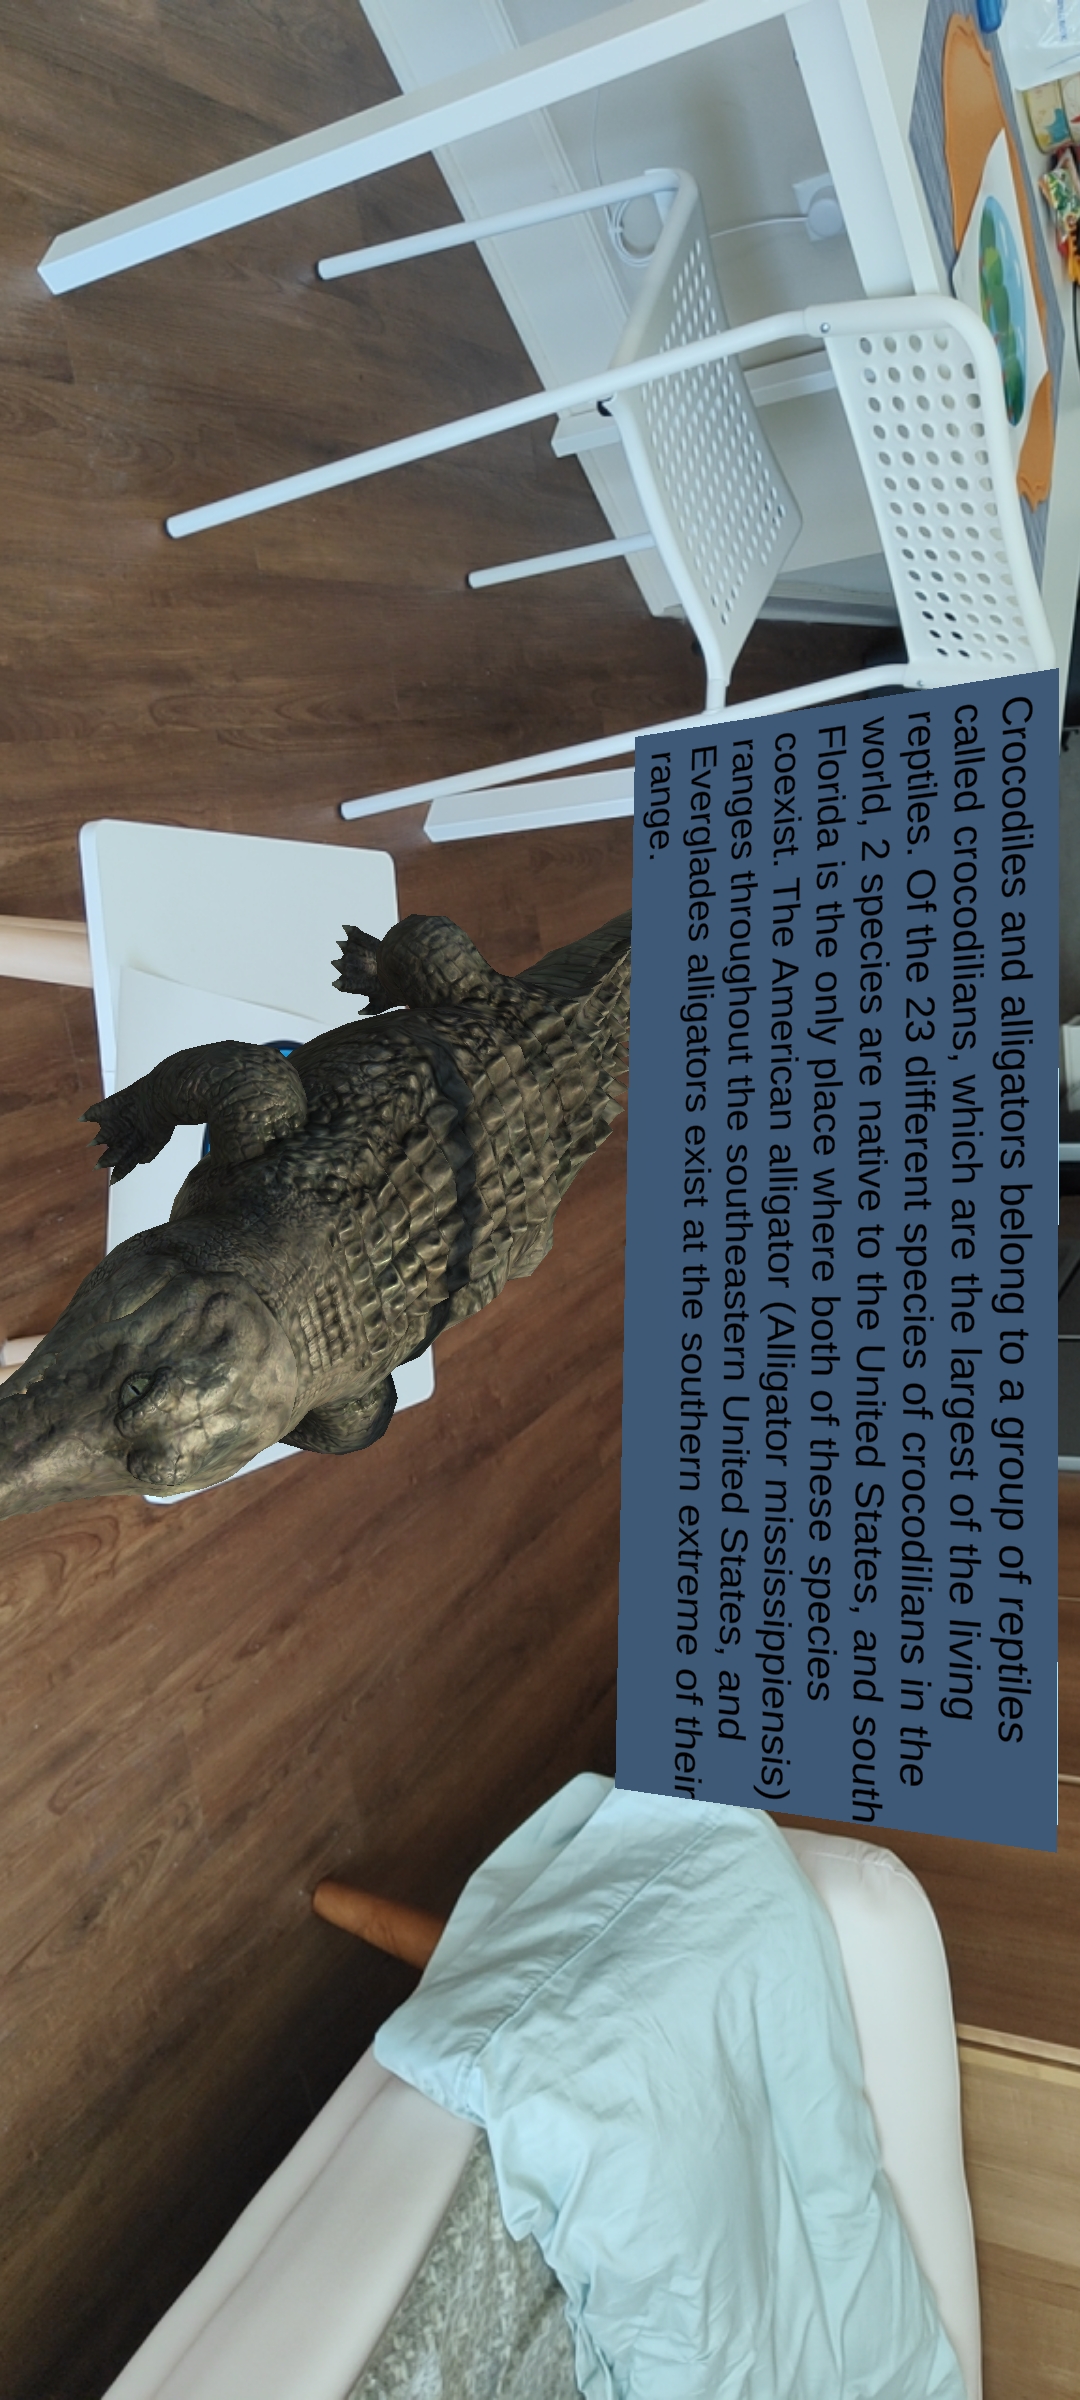 Crocodiles and alligators belong to a group of reptiles
called crocodilians, which are the largest of the living
reptiles. Of the 23 different species of crocodilians in the
world, 2 species are native to the United States, and south
Florida is the only place where both of these species
coexist. The American alligator (Alligator mississippiensis)
ranges throughout the southeastern United States, and
Everglades alligators exist at the southern extreme of their
range.